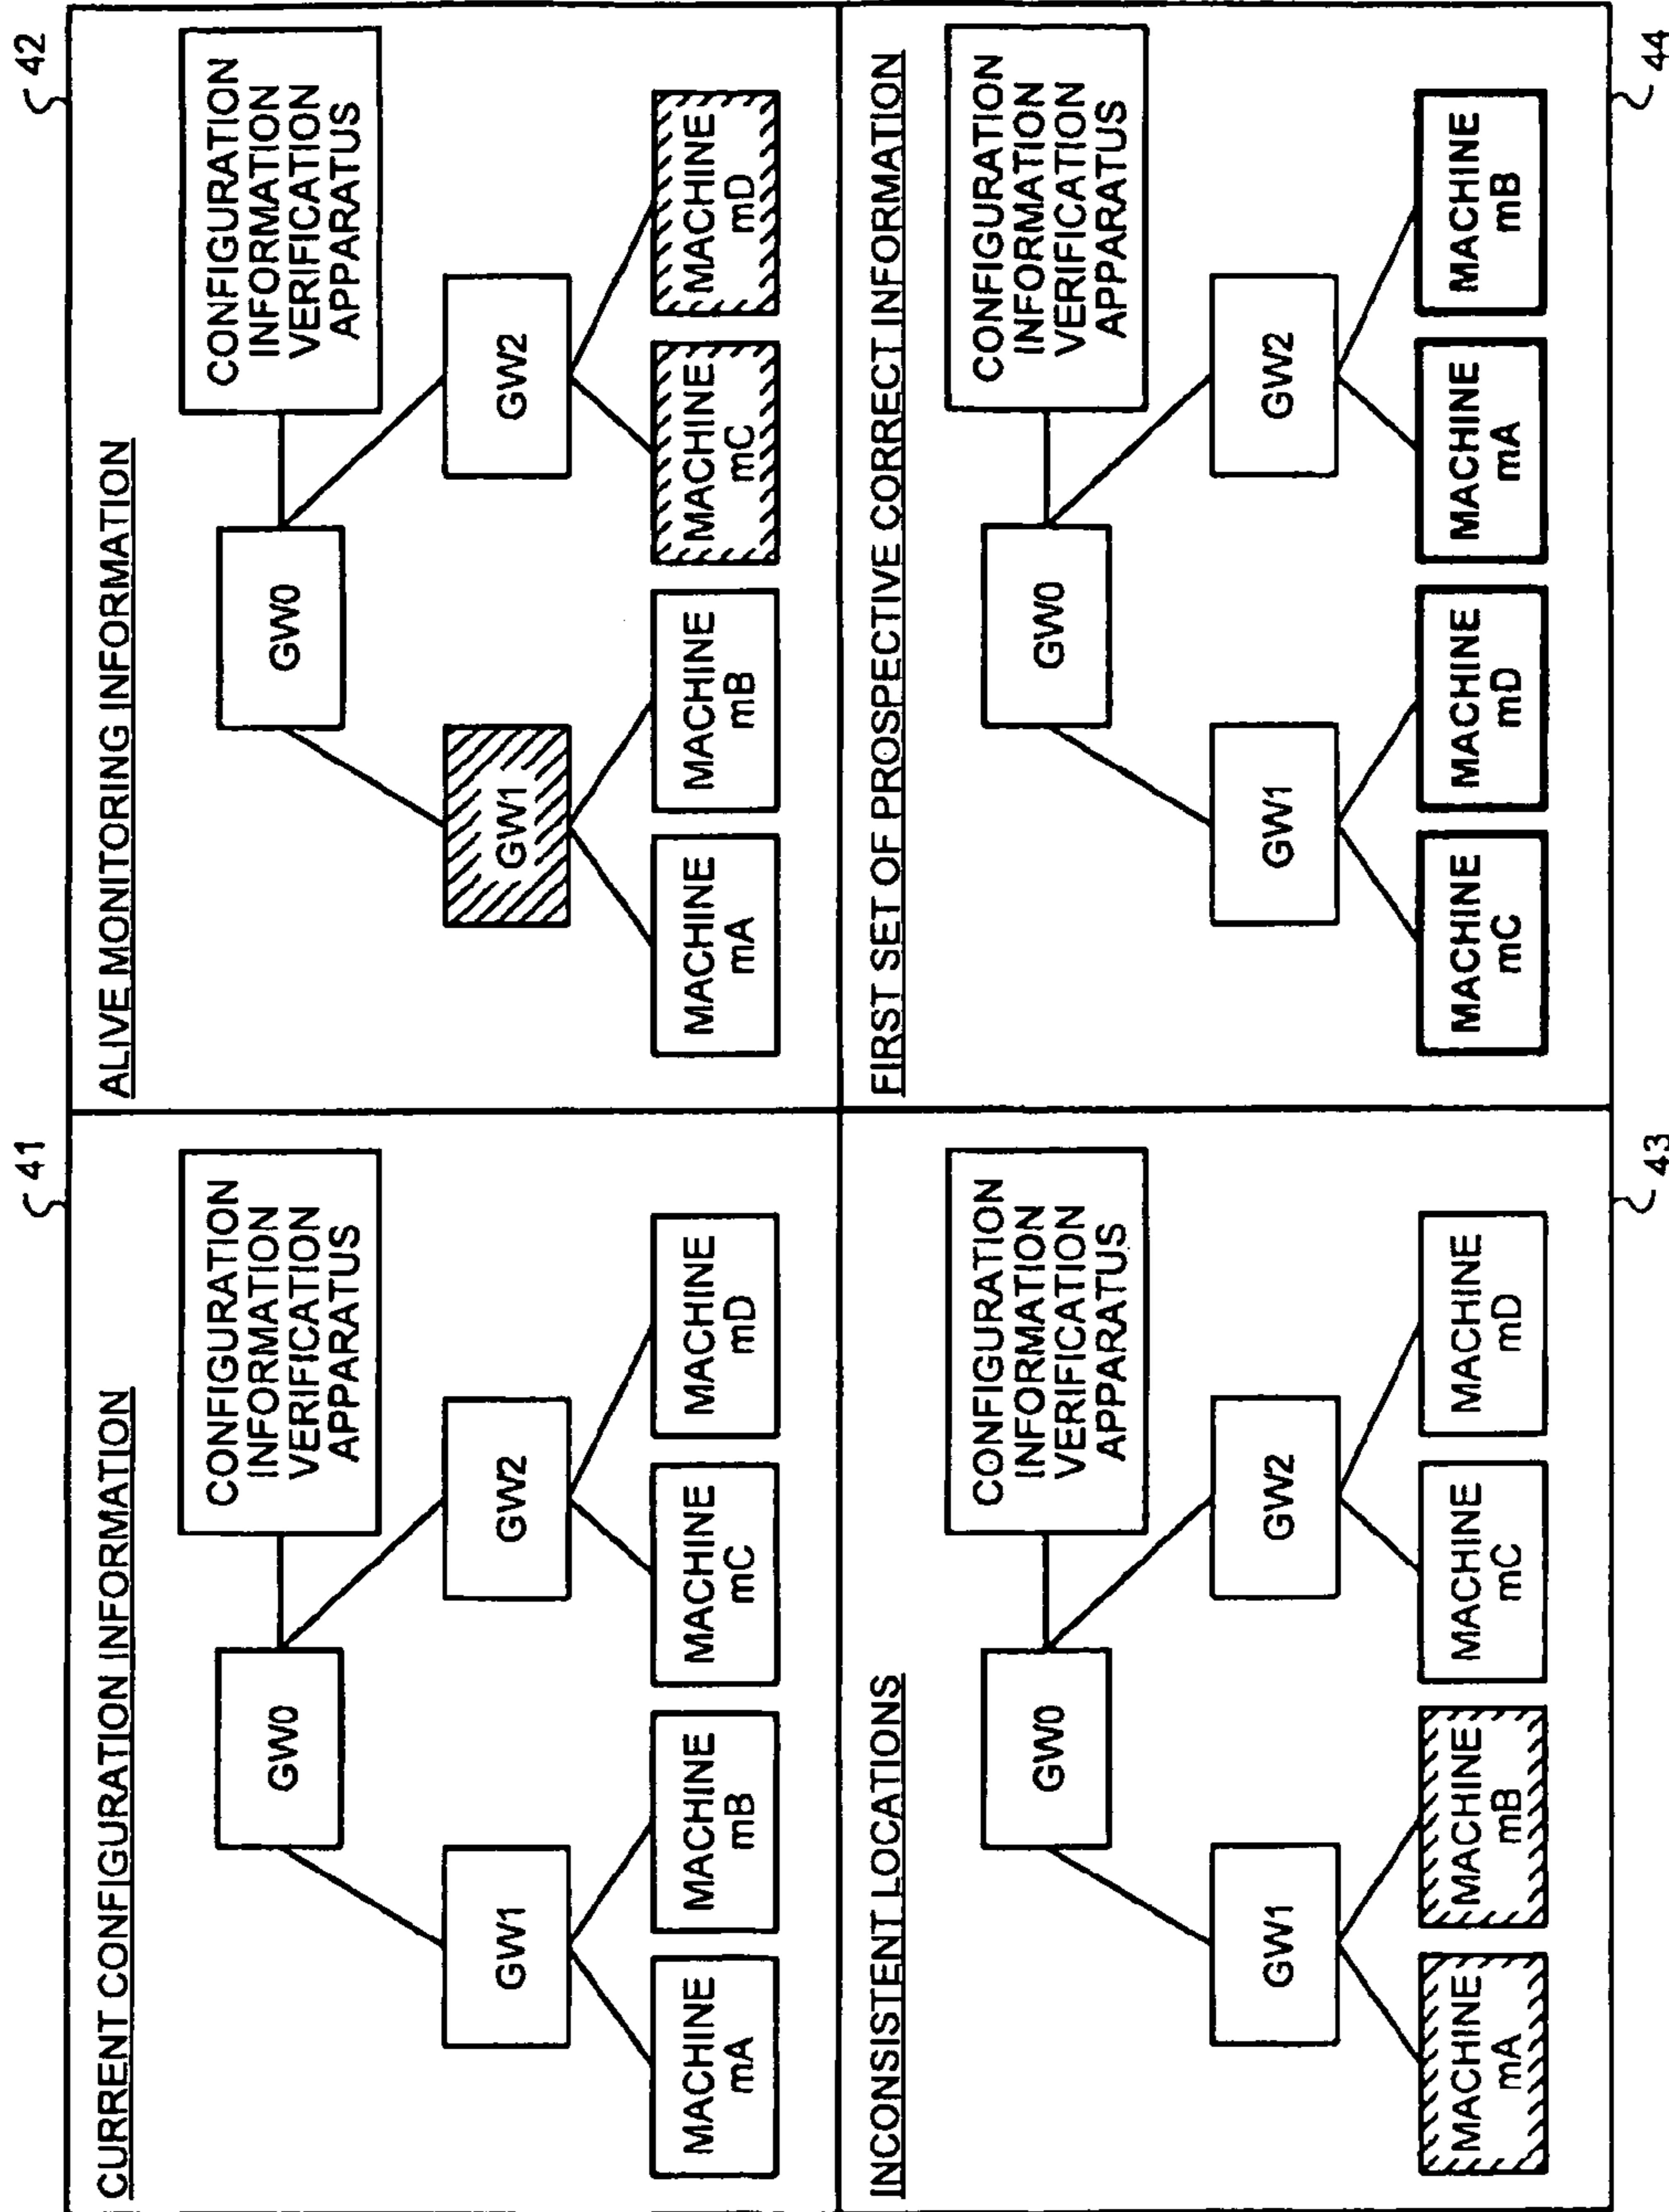 41
CURRENT CONFIGURATION INFORMATION
CONFIGURATION
INFORMATION
VERIFICATION
APPARATUS
GW0
GW1
GW2
MACHINE
mA
MACHINE
mB
MACHINE
mC
MACHINE
mD
42
ALIVE MONITORING INFORMATION
CONFIGURATION
INFORMATION
VERIFICATION
APPARATUS
GW0
GW1
GW2
MACHINE
mA
MACHINE
mB
MACHINE
mC
MACHINE
mD
INCONSISTENT LOCATIONS
CONFIGURATION
INFORMATION
VERIFICATION
APPARATUS
GW0
GW1
GW2
MACHINE
mA
MACHINE
mB
MACHINE
mC
MACHINE
mD
43
FIRST SET OF PROSPECTIVE CORRECT INFORMATION
CONFIGURATION
INFORMATION
VERIFICATION
APPARATUS
GW0
GW1
GW2
MACHINE
mC
MACHINE
mD
MACHINE
mA
MACHINE
mB
44